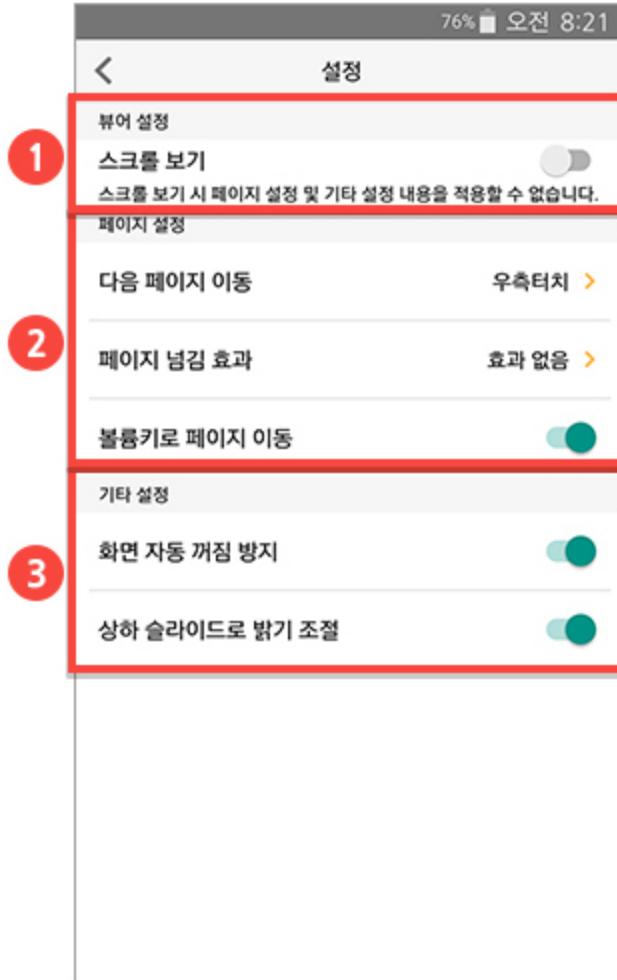 76% 오전 8:21
설정
뷰어 설정
1
스크롤 보기
스크롤 보기 시 페이지 설정 및 기타 설정 내용을 적용할 수 없습니다.
페이지 설정
다음 페이지 이동 우측터치 >
2
페이지 넘김 효과 효과 없음 >
볼륨키로 페이지 이동
기타 설정
화면 자동 꺼짐 방지
3
상하 슬라이드로 밝기 조절